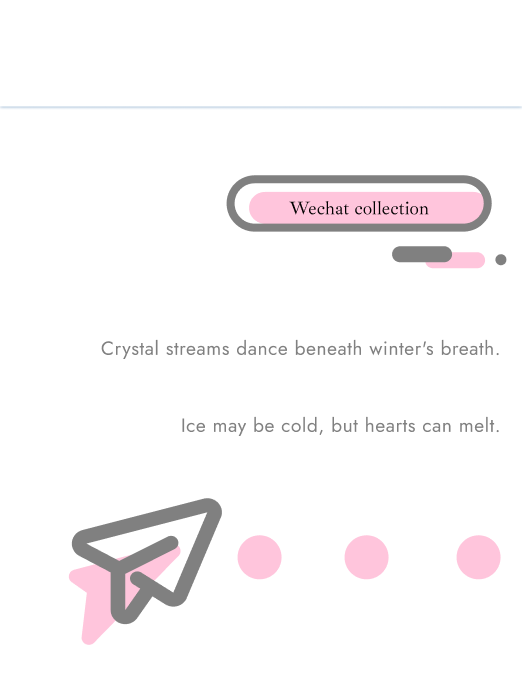 Wechat collection
Crystal streams dance beneath winter's breath.
Ice may be cold, but hearts can melt.